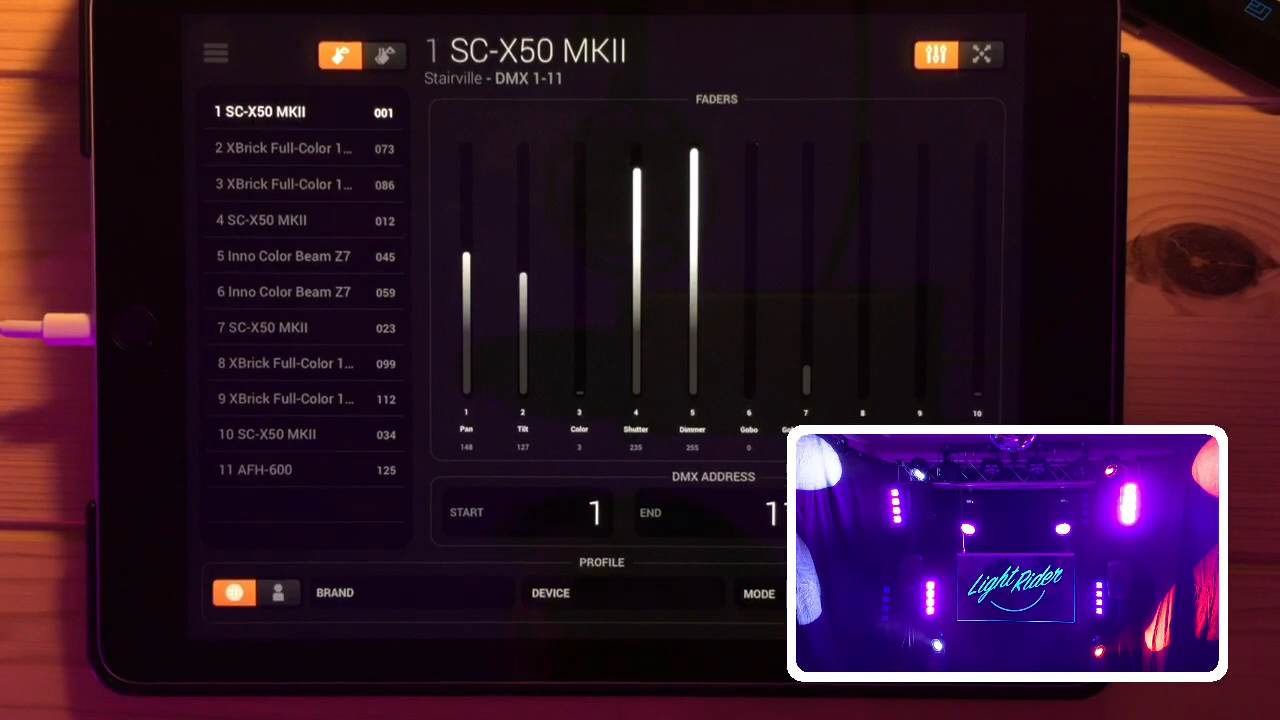 1 SC-X50 MKII
Stairville - DMX 1-11
1 SC-X50 MKII 001
2 XBrick Full-Color 1... 073
3 XBrick Full-Color 1... 086
4 SC-X50 MKII 012
5 Inno Color Beam Z7 045
6 Inno Color Beam Z7 059
7 SC-X50 MKII 023
8 XBrick Full-Color 1... 099
9 XBrick Full-Color 1... 112
10 SC-X50 MKII 034
11 AFH-600 125
FADERS
1 2 3 4 5 6 7 8 9 10
Pan Tilt Color Shutter Dimmer Gobo
148 127 3 235 255 0
DMX ADDRESS
START 1 END
PROFILE
BRAND DEVICE MODE
Light Rider